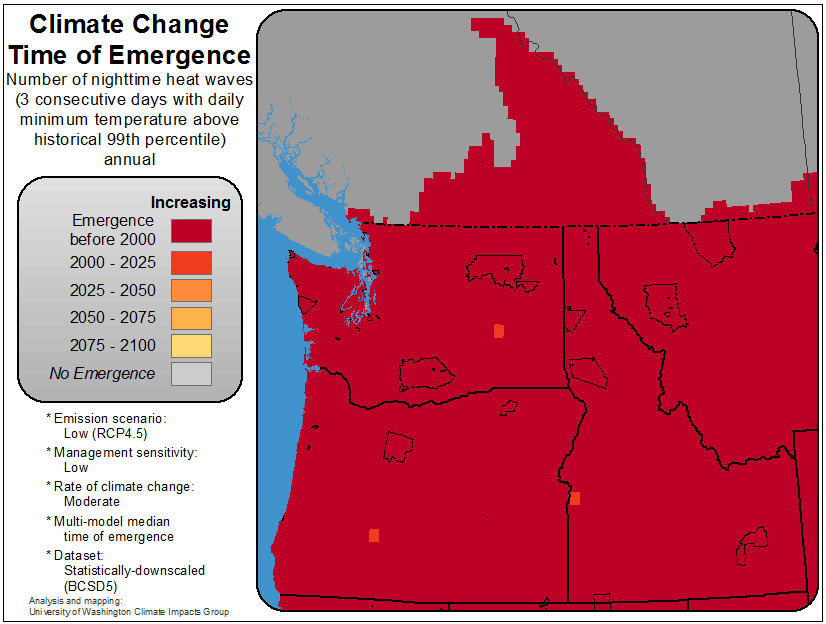 Climate Change
Time of Emergence
Number of nighttime heat waves
(3 consecutive days with daily
minimum temperature above
historical 99th percentile)
annual
Increasing
Emergence
before 2000
2000 - 2025
2025 - 2050
2050 - 2075
2075 - 2100
No Emergence
* Emission scenario:
Low (RCP4.5)
* Management sensitivity:
Low
* Rate of climate change:
Moderate
* Multi-model median
time of emergence
* Dataset:
Statistically-downscaled
(BCSD5)
Analysis and mapping:
University of Washington Climate Impacts Group